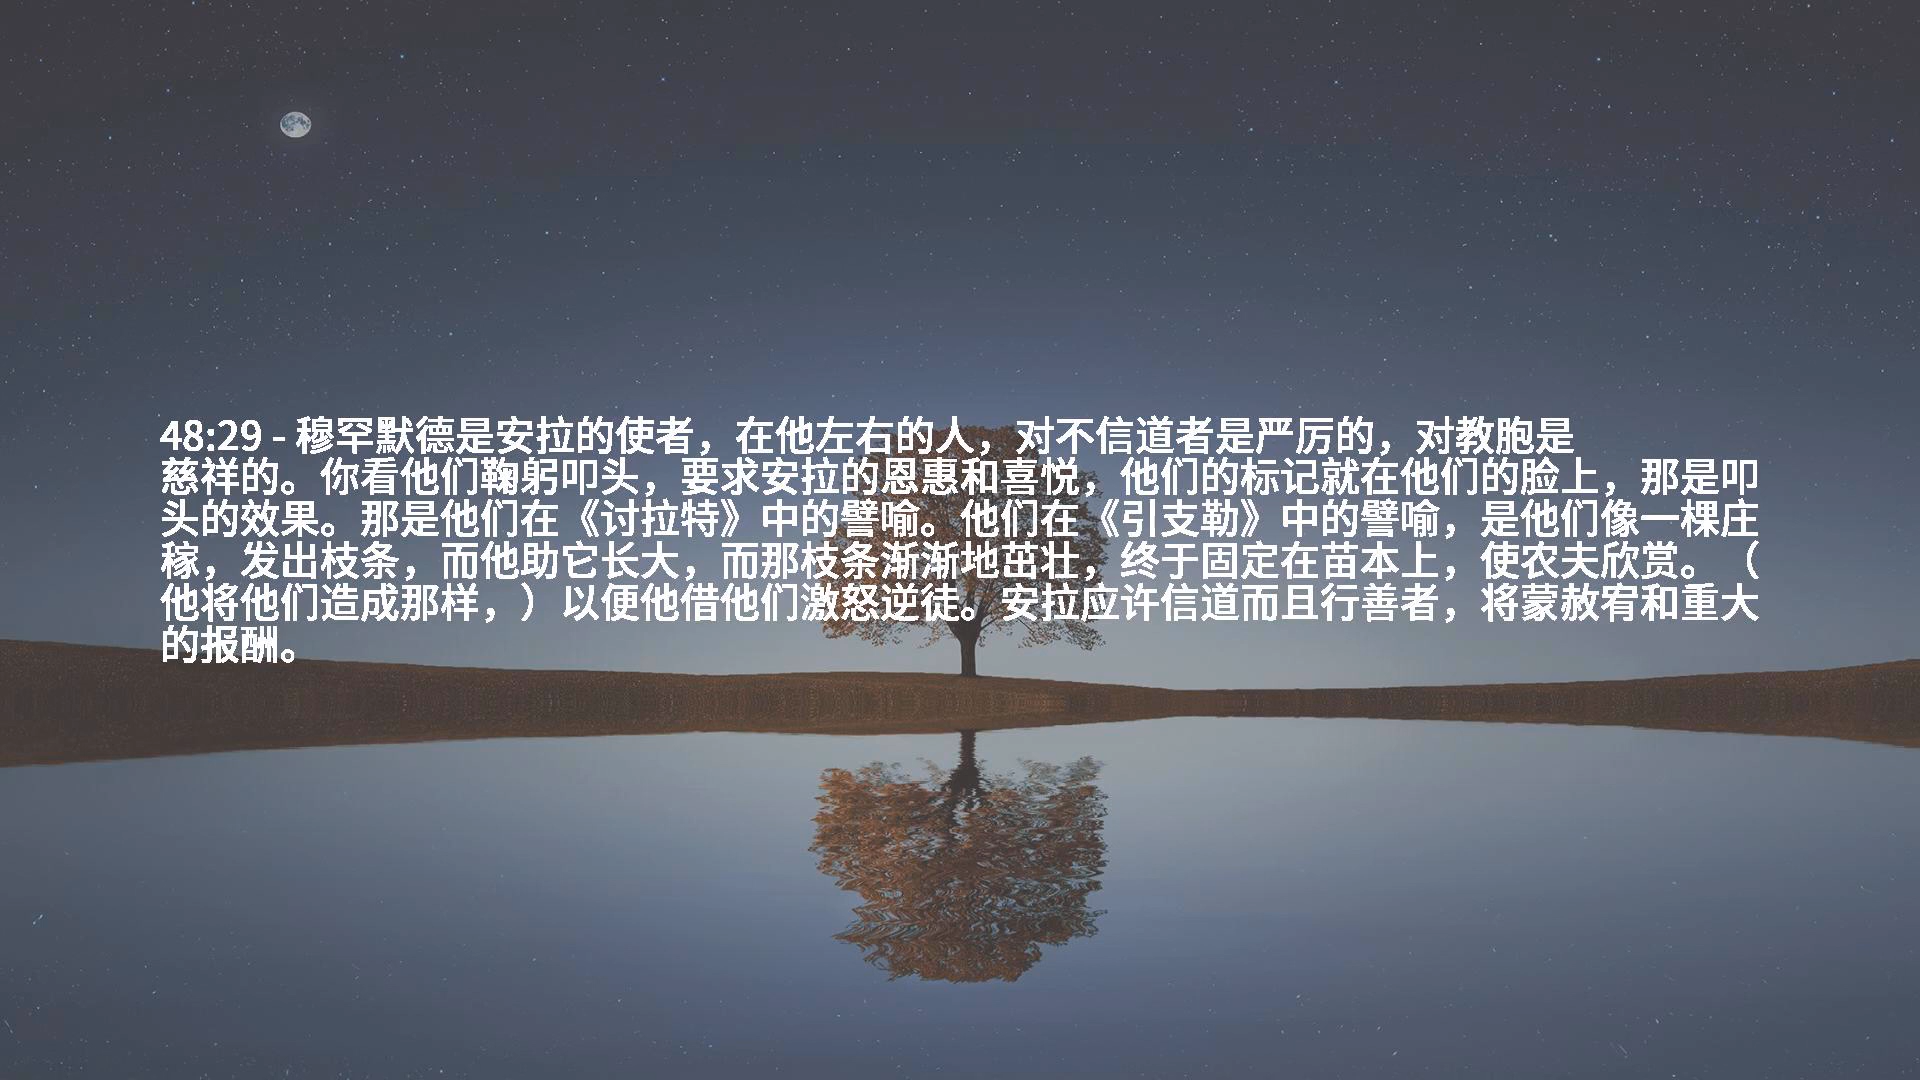 48:29 - 穆罕默德是安拉的使者，在他左右的人，对不信道者是严厉的，对教胞是
慈祥的。你看他们鞠躬叩头，要求安拉的恩惠和喜悦，他们的标记就在他们的脸上，那是叩
头的效果。那是他们在《讨拉特》中的譬喻。他们在《引支勒》中的譬喻，是他们像一棵庄
稼，发出枝条，而他助它长大，而那枝条渐渐地茁壮，终于固定在苗本上，使农夫欣赏。（
他将他们造成那样，）以便他借他们激怒逆徒。安拉应许信道而且行善者，将蒙赦宥和重大
的报酬。